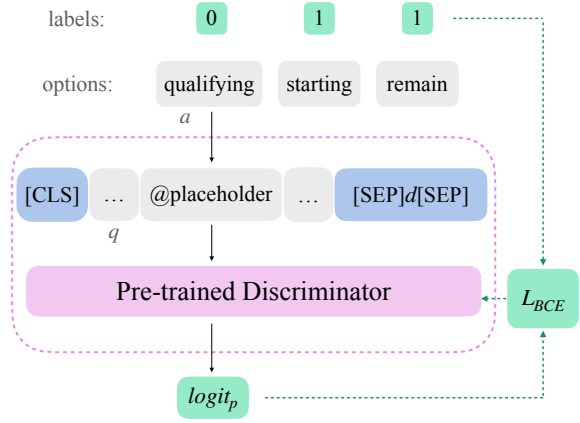 labels: 0 1 1
options: qualifying starting remain
a
[CLS] ... @placeholder ... [SEP]d[SEP]
q
Pre-trained Discriminator
L_BCE
logit_p